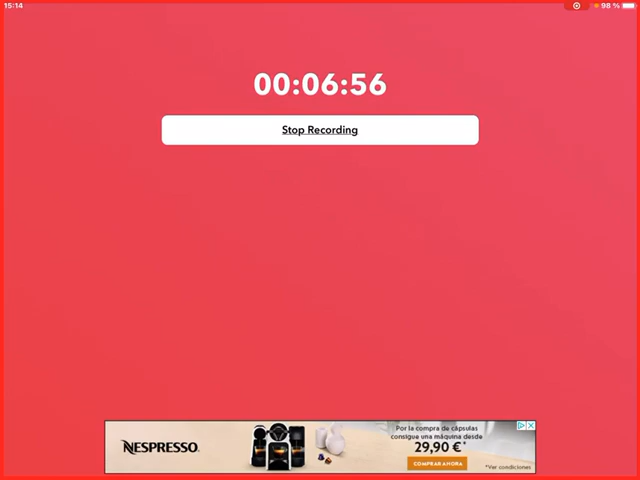 15:14
98 %
00:06:56
Stop Recording
NESPRESSO.
Por la compra de cápsulas
consigue una máquina desde
29,90 €*
COMPRAR AHORA
*Ver condiciones